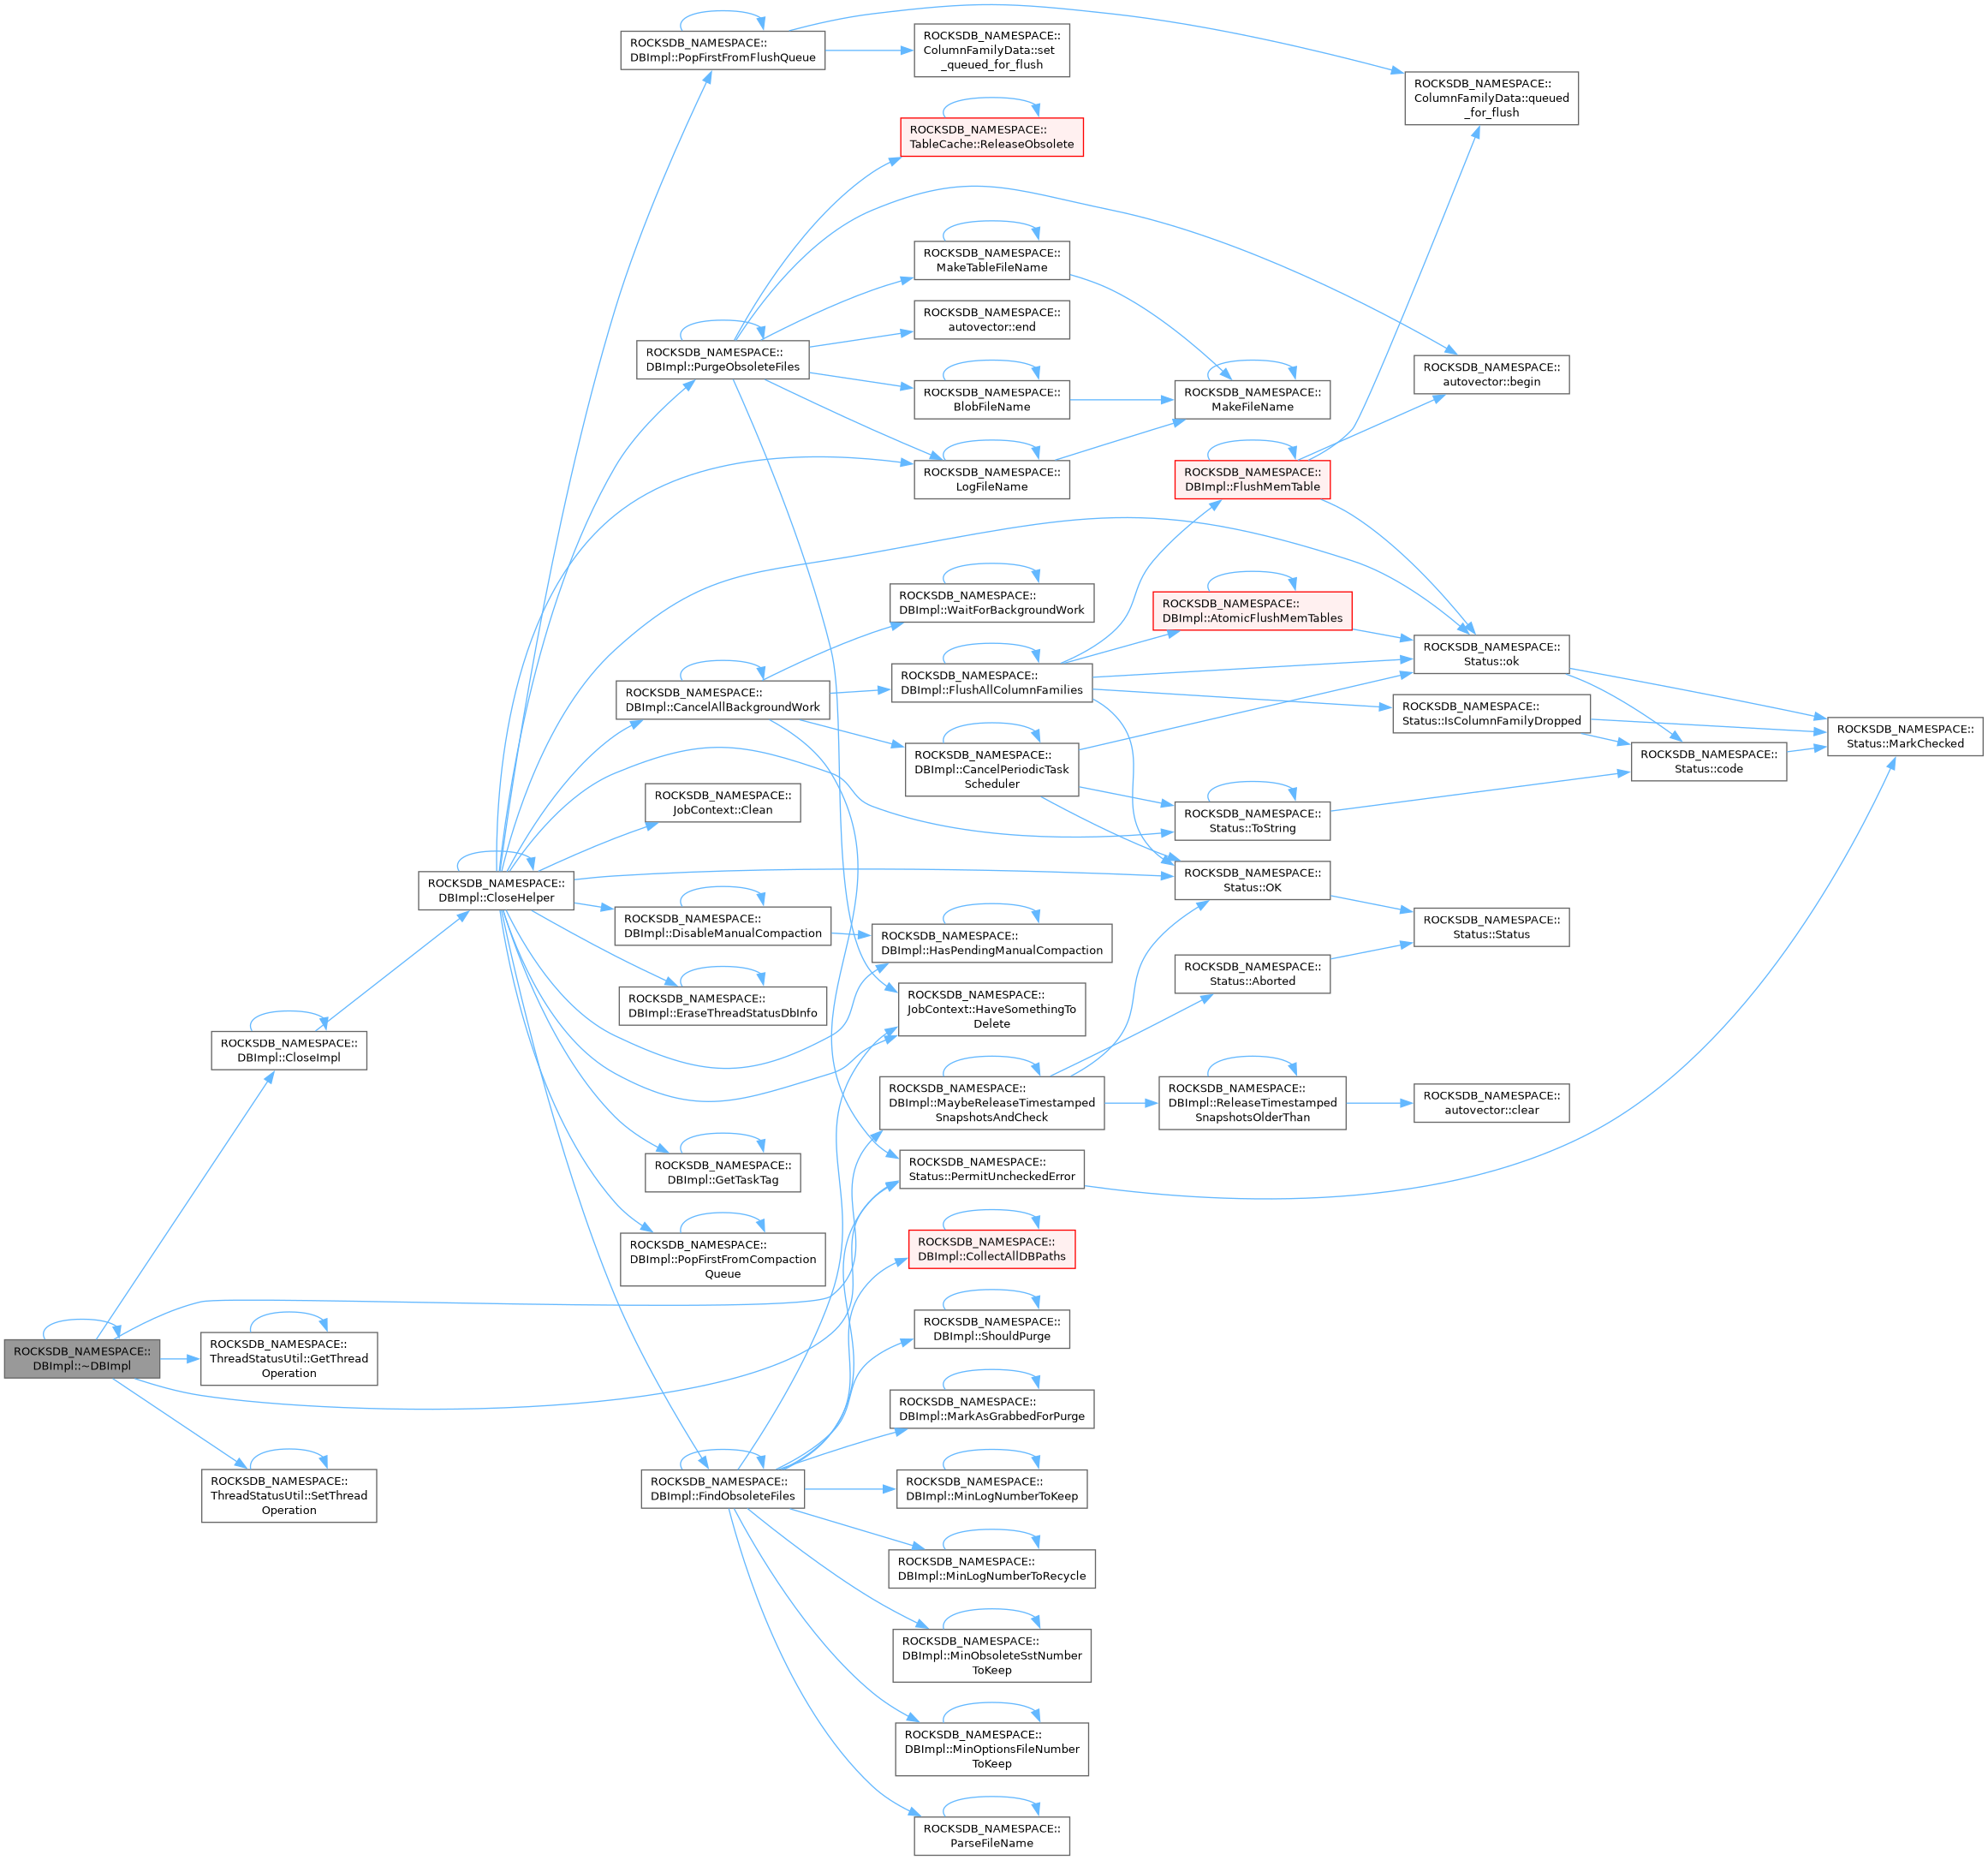 ROCKSDB_NAMESPACE::
DBImpl::PopFirstFromFlushQueue
ROCKSDB_NAMESPACE::
ColumnFamilyData::set
_queued_for_flush
ROCKSDB_NAMESPACE::
ColumnFamilyData::queued
_for_flush
ROCKSDB_NAMESPACE::
TableCache::ReleaseObsolete
ROCKSDB_NAMESPACE::
MakeTableFileName
ROCKSDB_NAMESPACE::
autovector::end
ROCKSDB_NAMESPACE::
DBImpl::PurgeObsoleteFiles
ROCKSDB_NAMESPACE::
autovector::begin
ROCKSDB_NAMESPACE::
BlobFileName
ROCKSDB_NAMESPACE::
MakeFileName
ROCKSDB_NAMESPACE::
LogFileName
ROCKSDB_NAMESPACE::
DBImpl::FlushMemTable
ROCKSDB_NAMESPACE::
DBImpl::WaitForBackgroundWork
ROCKSDB_NAMESPACE::
DBImpl::AtomicFlushMemTables
ROCKSDB_NAMESPACE::
Status::ok
ROCKSDB_NAMESPACE::
DBImpl::FlushAllColumnFamilies
ROCKSDB_NAMESPACE::
DBImpl::CancelAllBackgroundWork
ROCKSDB_NAMESPACE::
Status::IsColumnFamilyDropped
ROCKSDB_NAMESPACE::
Status::MarkChecked
ROCKSDB_NAMESPACE::
DBImpl::CancelPeriodicTask
Scheduler
ROCKSDB_NAMESPACE::
Status::code
ROCKSDB_NAMESPACE::
JobContext::Clean
ROCKSDB_NAMESPACE::
Status::ToString
ROCKSDB_NAMESPACE::
DBImpl::CloseHelper
ROCKSDB_NAMESPACE::
Status::OK
ROCKSDB_NAMESPACE::
DBImpl::DisableManualCompaction
ROCKSDB_NAMESPACE::
DBImpl::HasPendingManualCompaction
ROCKSDB_NAMESPACE::
Status::Status
ROCKSDB_NAMESPACE::
DBImpl::EraseThreadStatusDbInfo
ROCKSDB_NAMESPACE::
Status::Aborted
ROCKSDB_NAMESPACE::
JobContext::HaveSomethingTo
Delete
ROCKSDB_NAMESPACE::
DBImpl::CloseImpl
ROCKSDB_NAMESPACE::
DBImpl::MaybeReleaseTimestamped
SnapshotsAndCheck
ROCKSDB_NAMESPACE::
DBImpl::ReleaseTimestamped
SnapshotsOlderThan
ROCKSDB_NAMESPACE::
autovector::clear
ROCKSDB_NAMESPACE::
DBImpl::GetTaskTag
ROCKSDB_NAMESPACE::
Status::PermitUncheckedError
ROCKSDB_NAMESPACE::
DBImpl::PopFirstFromCompaction
Queue
ROCKSDB_NAMESPACE::
DBImpl::CollectAllDBPaths
ROCKSDB_NAMESPACE::
DBImpl::ShouldPurge
ROCKSDB_NAMESPACE::
DBImpl::~DBImpl
ROCKSDB_NAMESPACE::
ThreadStatusUtil::GetThread
Operation
ROCKSDB_NAMESPACE::
DBImpl::MarkAsGrabbedForPurge
ROCKSDB_NAMESPACE::
ThreadStatusUtil::SetThread
Operation
ROCKSDB_NAMESPACE::
DBImpl::FindObsoleteFiles
ROCKSDB_NAMESPACE::
DBImpl::MinLogNumberToKeep
ROCKSDB_NAMESPACE::
DBImpl::MinLogNumberToRecycle
ROCKSDB_NAMESPACE::
DBImpl::MinObsoleteSstNumber
ToKeep
ROCKSDB_NAMESPACE::
DBImpl::MinOptionsFileNumber
ToKeep
ROCKSDB_NAMESPACE::
ParseFileName